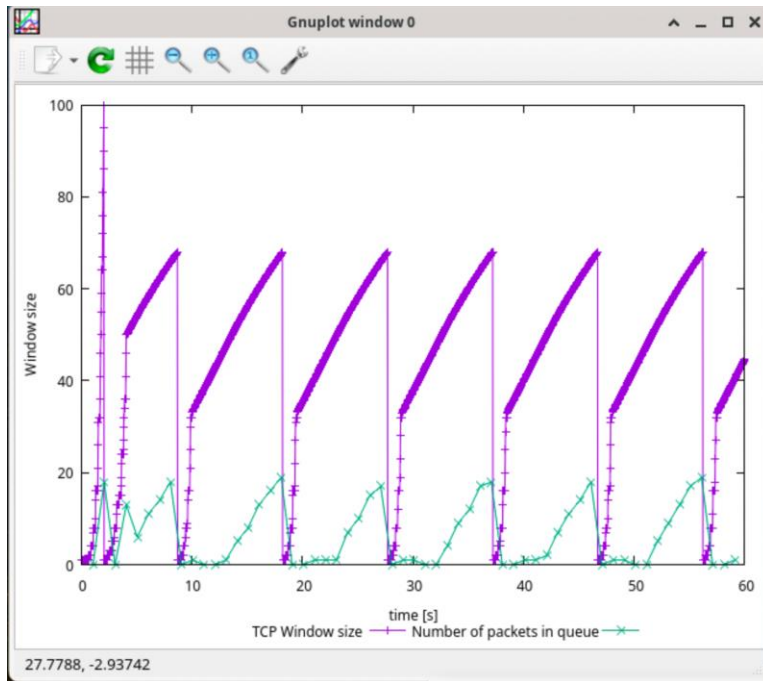 Gnuplot window 0
100
80
60
40
20
0
Window size
0 10 20 30 40 50 60
time [s]
TCP Window size Number of packets in queue
27.7788, -2.93742